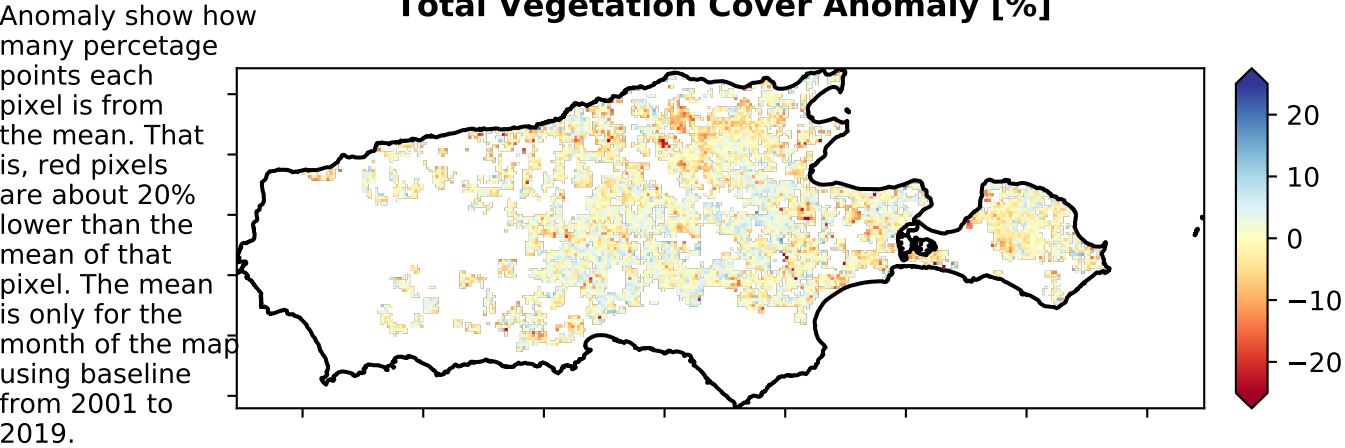 Total Vegetation Cover Anomaly [%]
Anomaly show how
many percetage
points each
pixel is from
the mean. That
is, red pixels
are about 20%
lower than the
mean of that
pixel. The mean
is only for the
month of the map
using baseline
from 2001 to
2019.
20
10
0
−10
−20